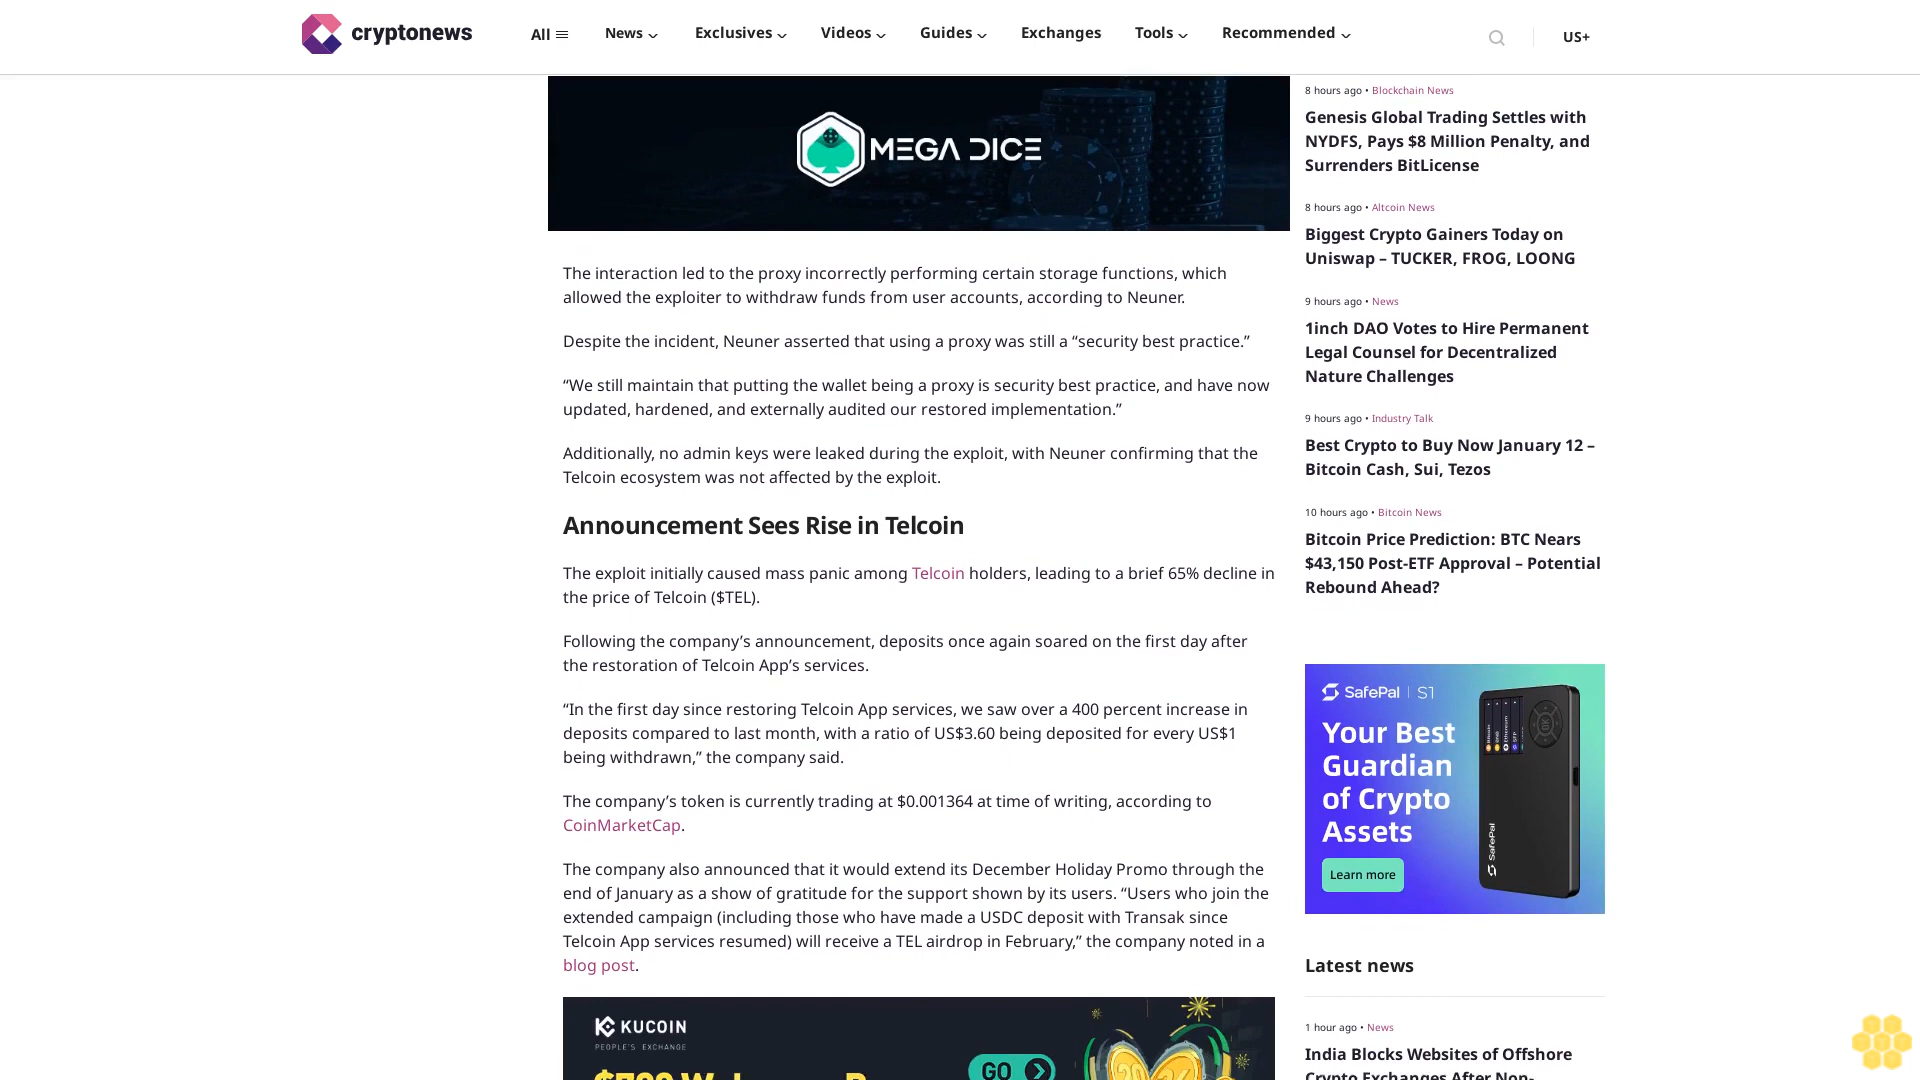 cryptonews
All
News
Exclusives
Videos
Guides
Exchanges
Tools
Recommended
US+
MEGA DICE
The interaction led to the proxy incorrectly performing certain storage functions, which
allowed the exploiter to withdraw funds from user accounts, according to Neuner.
Despite the incident, Neuner asserted that using a proxy was still a “security best practice.”
“We still maintain that putting the wallet being a proxy is security best practice, and have now
updated, hardened, and externally audited our restored implementation.”
Additionally, no admin keys were leaked during the exploit, with Neuner confirming that the
Telcoin ecosystem was not affected by the exploit.
Announcement Sees Rise in Telcoin
The exploit initially caused mass panic among Telcoin holders, leading to a brief 65% decline in
the price of Telcoin ($TEL).
Following the company’s announcement, deposits once again soared on the first day after
the restoration of Telcoin App’s services.
“In the first day since restoring Telcoin App services, we saw over a 400 percent increase in
deposits compared to last month, with a ratio of US$3.60 being deposited for every US$1
being withdrawn,” the company said.
The company’s token is currently trading at $0.001364 at time of writing, according to
CoinMarketCap.
The company also announced that it would extend its December Holiday Promo through the
end of January as a show of gratitude for the support shown by its users. “Users who join the
extended campaign (including those who have made a USDC deposit with Transak since
Telcoin App services resumed) will receive a TEL airdrop in February,” the company noted in a
blog post.
KUCOIN
PEOPLE'S EXCHANGE
GO
8 hours ago • Blockchain News
Genesis Global Trading Settles with
NYDFS, Pays $8 Million Penalty, and
Surrenders BitLicense
8 hours ago • Altcoin News
Biggest Crypto Gainers Today on
Uniswap – TUCKER, FROG, LOONG
9 hours ago • News
1inch DAO Votes to Hire Permanent
Legal Counsel for Decentralized
Nature Challenges
9 hours ago • Industry Talk
Best Crypto to Buy Now January 12 –
Bitcoin Cash, Sui, Tezos
10 hours ago • Bitcoin News
Bitcoin Price Prediction: BTC Nears
$43,150 Post-ETF Approval – Potential
Rebound Ahead?
SafePal | S1
Your Best
Guardian
of Crypto
Assets
Learn more
SafePal
Latest news
1 hour ago • News
India Blocks Websites of Offshore
Crypto Exchanges After Non-